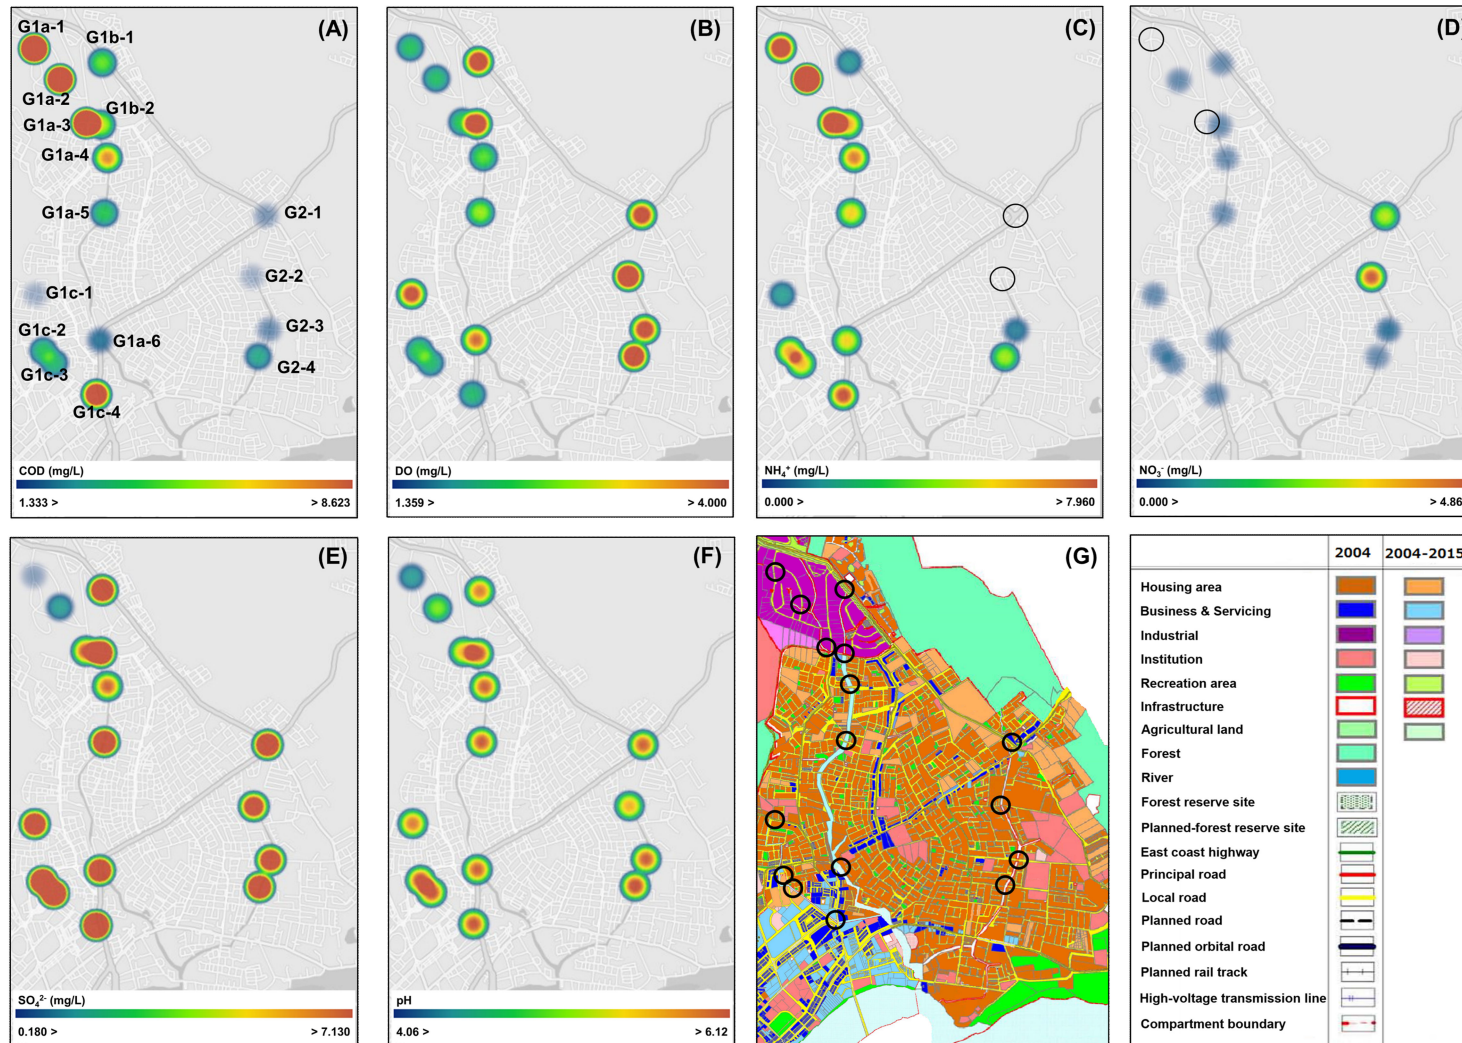 (A)
G1a-1
G1b-1
G1a-2
G1b-2
G1a-3
G1a-4
G1a-5
G2-1
G2-2
G1c-1
G2-3
G1c-2
G1a-6
G2-4
G1c-3
G1c-4
COD (mg/L)
1.333 > > 8.623
(B)
DO (mg/L)
1.359 > > 4.000
(C)
NH₄⁺ (mg/L)
0.000 > > 7.960
(D)
NO₃⁻ (mg/L)
0.000 > > 4.86
(E)
SO₄²⁻ (mg/L)
0.180 > > 7.130
(F)
pH
4.06 > > 6.12
(G)
2004 2004-2015
Housing area
Business & Servicing
Industrial
Institution
Recreation area
Infrastructure
Agricultural land
Forest
River
Forest reserve site
Planned-forest reserve site
East coast highway
Principal road
Local road
Planned road
Planned orbital road
Planned rail track
High-voltage transmission line
Compartment boundary